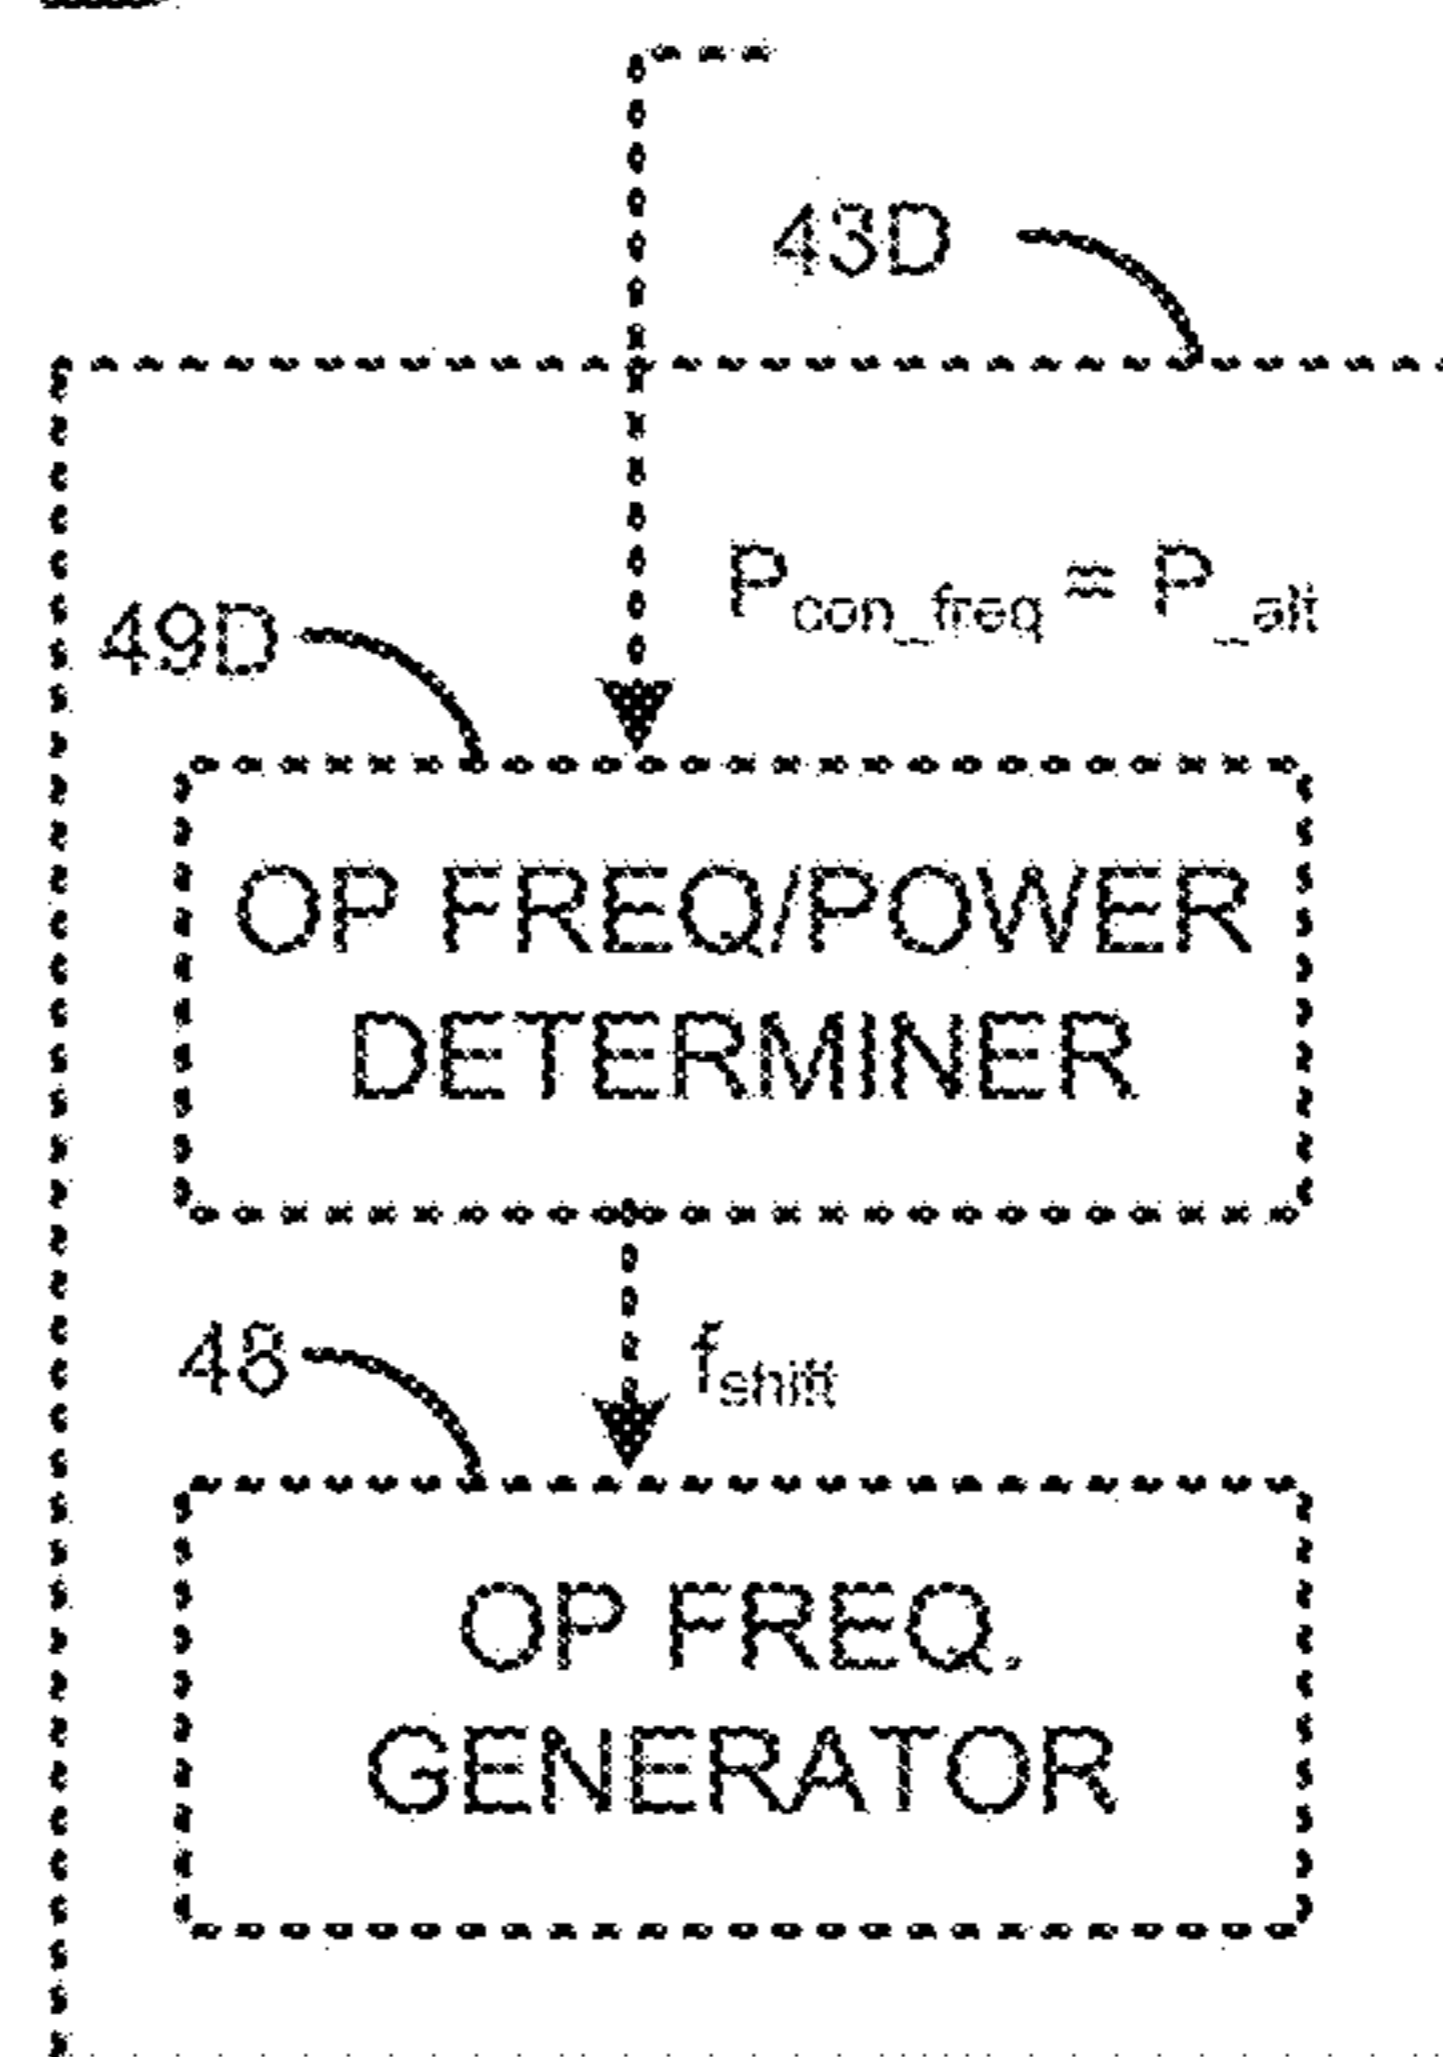 43D
P_con_freq ≈ P_alt
49D
OP FREQ/POWER
DETERMINER
48
f_shift
OP FREQ.
GENERATOR